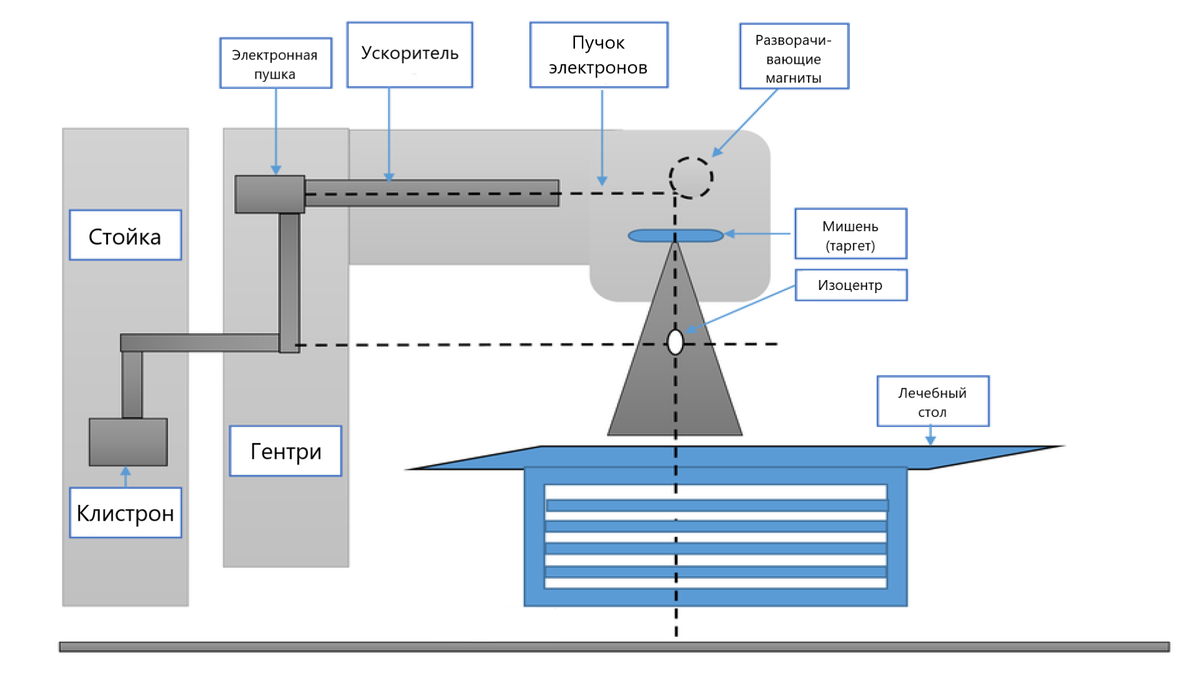 Электронная
пушка
Ускоритель
Пучок
электронов
Разворачи-
вающие
магниты
Стойка
Мишень
(таргет)
Изоцентр
Лечебный
стол
Гентри
Клистрон